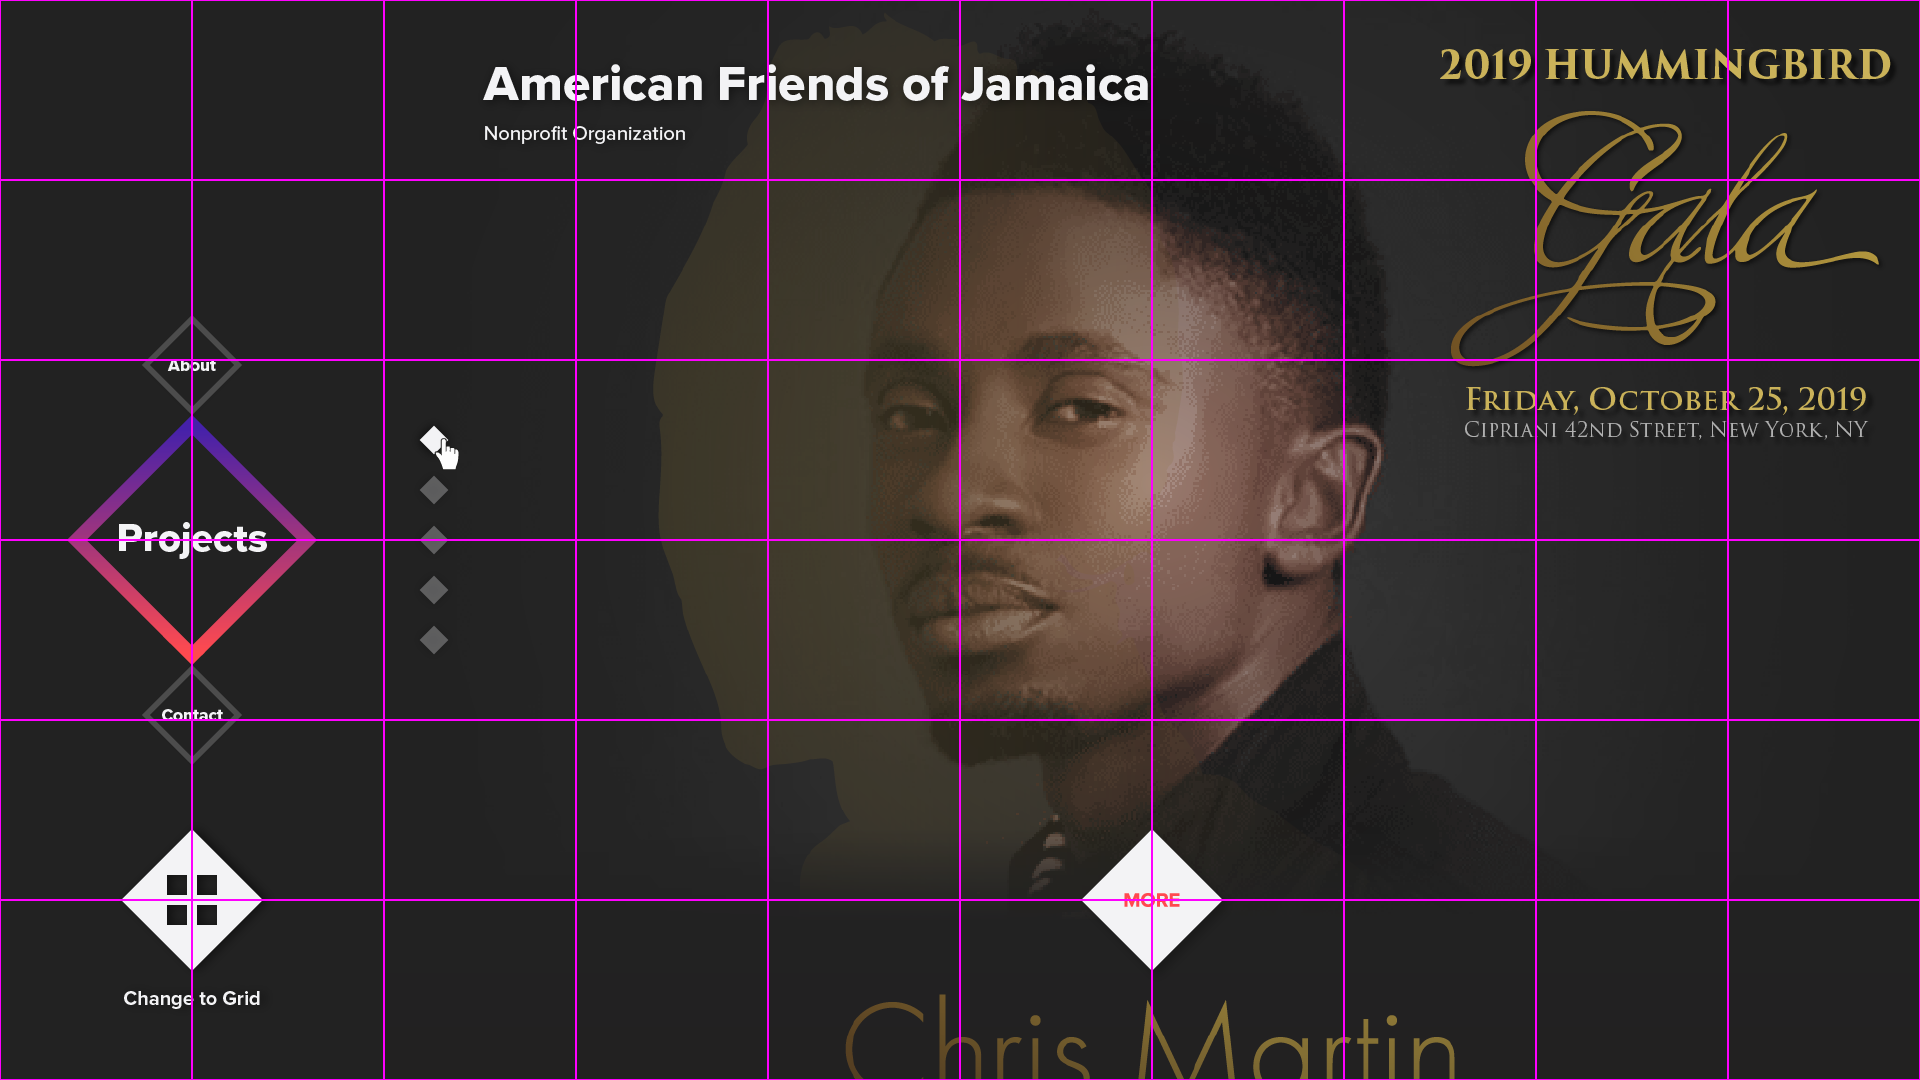 American Friends of Jamaica
Nonprofit Organization
2019 HUMMINGBIRD
Gala
FRIDAY, OCTOBER 25, 2019
CIPRIANI 42ND STREET, NEW YORK, NY
About
Projects
Contact
Change to Grid
MORE
Chris Martin